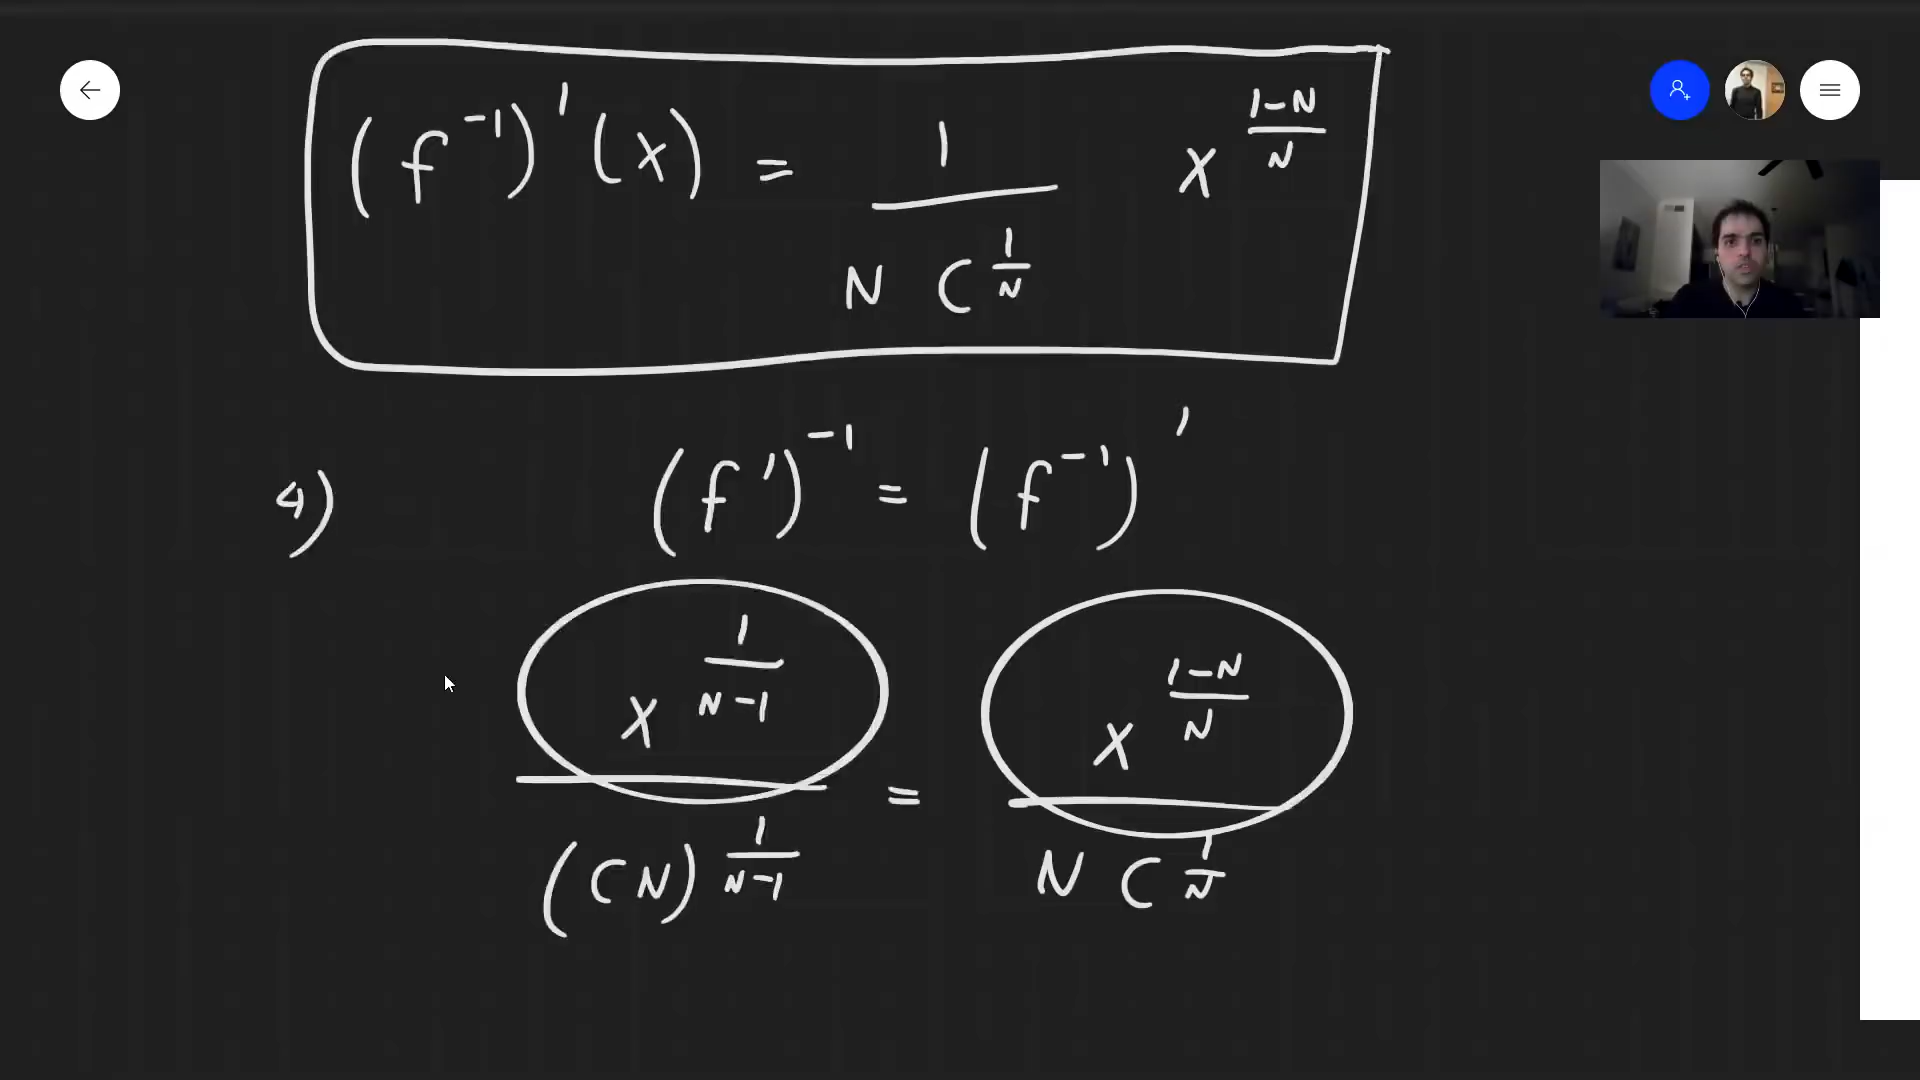 (f⁻¹)'(x) = 1 / (N C^(1/N)) x^((1-N)/N)
4) (f')⁻¹ = (f⁻¹)'
x^(1/(N-1)) / (CN)^(1/(N-1)) = x^((1-N)/N) / (N C^(1/N))